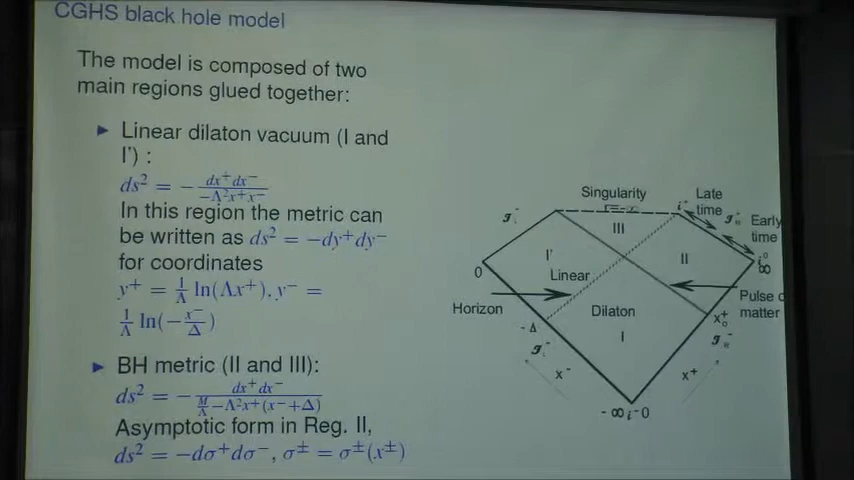 CGHS black hole model
The model is composed of two
main regions glued together:
► Linear dilaton vacuum (I and
I') :
ds² = − dx⁺dx⁻ / −Λ²x⁺x⁻
In this region the metric can
be written as ds² = −dy⁺dy⁻
for coordinates
y⁺ = 1/Λ ln(Λx⁺), y⁻ =
1/Λ ln(−x⁻/Δ)
► BH metric (II and III):
ds² = − dx⁺dx⁻ / M/Λ−Λ²x⁺(x⁻+Δ)
Asymptotic form in Reg. II,
ds² = −dσ⁺dσ⁻, σ± = σ±(x±)
Singularity
Late
time
Early
time
III
I'
II
0
Linear
i⁰
∞
Horizon
Dilaton
Pulse o
matter
- Δ
I
x₀⁺
x⁻
x⁺
- ∞ i⁻ 0